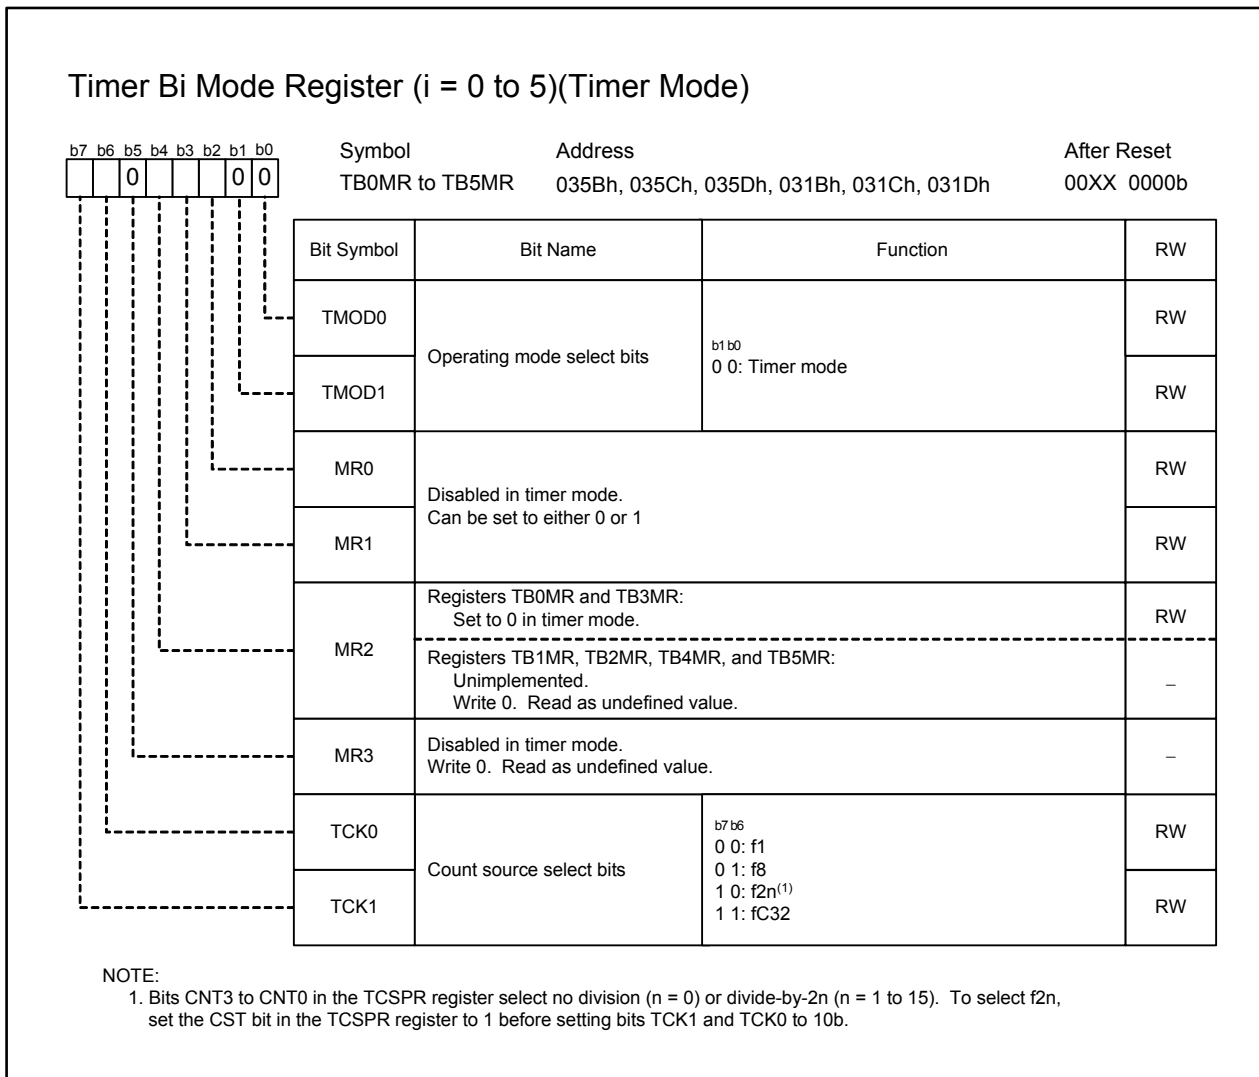 Timer Bi Mode Register (i = 0 to 5)(Timer Mode)
b7 b6 b5 b4 b3 b2 b1 b0
0 0 0
Symbol Address After Reset
TB0MR to TB5MR 035Bh, 035Ch, 035Dh, 031Bh, 031Ch, 031Dh 00XX 0000b
Bit Symbol Bit Name Function RW
TMOD0 RW
Operating mode select bits
b1 b0
0 0: Timer mode
TMOD1 RW
MR0 RW
Disabled in timer mode.
Can be set to either 0 or 1
MR1 RW
MR2
Registers TB0MR and TB3MR:
Set to 0 in timer mode. RW
Registers TB1MR, TB2MR, TB4MR, and TB5MR:
Unimplemented.
Write 0. Read as undefined value. –
MR3
Disabled in timer mode.
Write 0. Read as undefined value. –
TCK0 RW
Count source select bits
b7 b6
0 0: f1
0 1: f8
1 0: f2n(1)
1 1: fC32
TCK1 RW
NOTE:
1. Bits CNT3 to CNT0 in the TCSPR register select no division (n = 0) or divide-by-2n (n = 1 to 15). To select f2n,
set the CST bit in the TCSPR register to 1 before setting bits TCK1 and TCK0 to 10b.